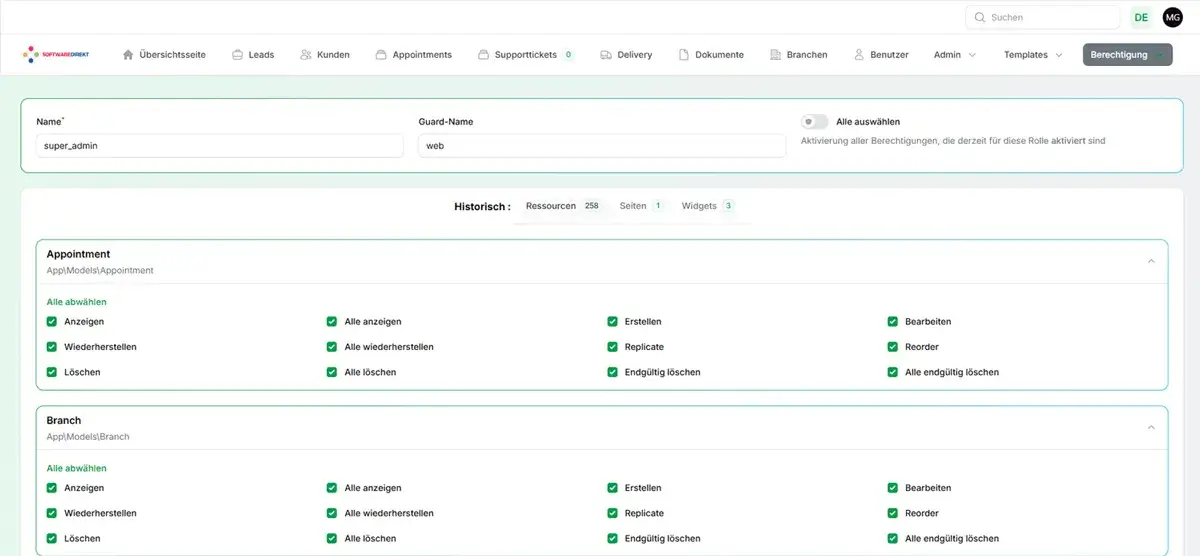 Suchen DE MG
SOFTWAREDIREKT Übersichtsseite Leads Kunden Appointments Supporttickets 0 Delivery Dokumente Branchen Benutzer Admin Templates Berechtigung
Name* Guard-Name Alle auswählen
super_admin web Aktivierung aller Berechtigungen, die derzeit für diese Rolle aktiviert sind
Historisch : Ressourcen 258 Seiten 1 Widgets 3
Appointment
App\Models\Appointment
Alle abwählen
Anzeigen Alle anzeigen Erstellen Bearbeiten
Wiederherstellen Alle wiederherstellen Replicate Reorder
Löschen Alle löschen Endgültig löschen Alle endgültig löschen
Branch
App\Models\Branch
Alle abwählen
Anzeigen Alle anzeigen Erstellen Bearbeiten
Wiederherstellen Alle wiederherstellen Replicate Reorder
Löschen Alle löschen Endgültig löschen Alle endgültig löschen